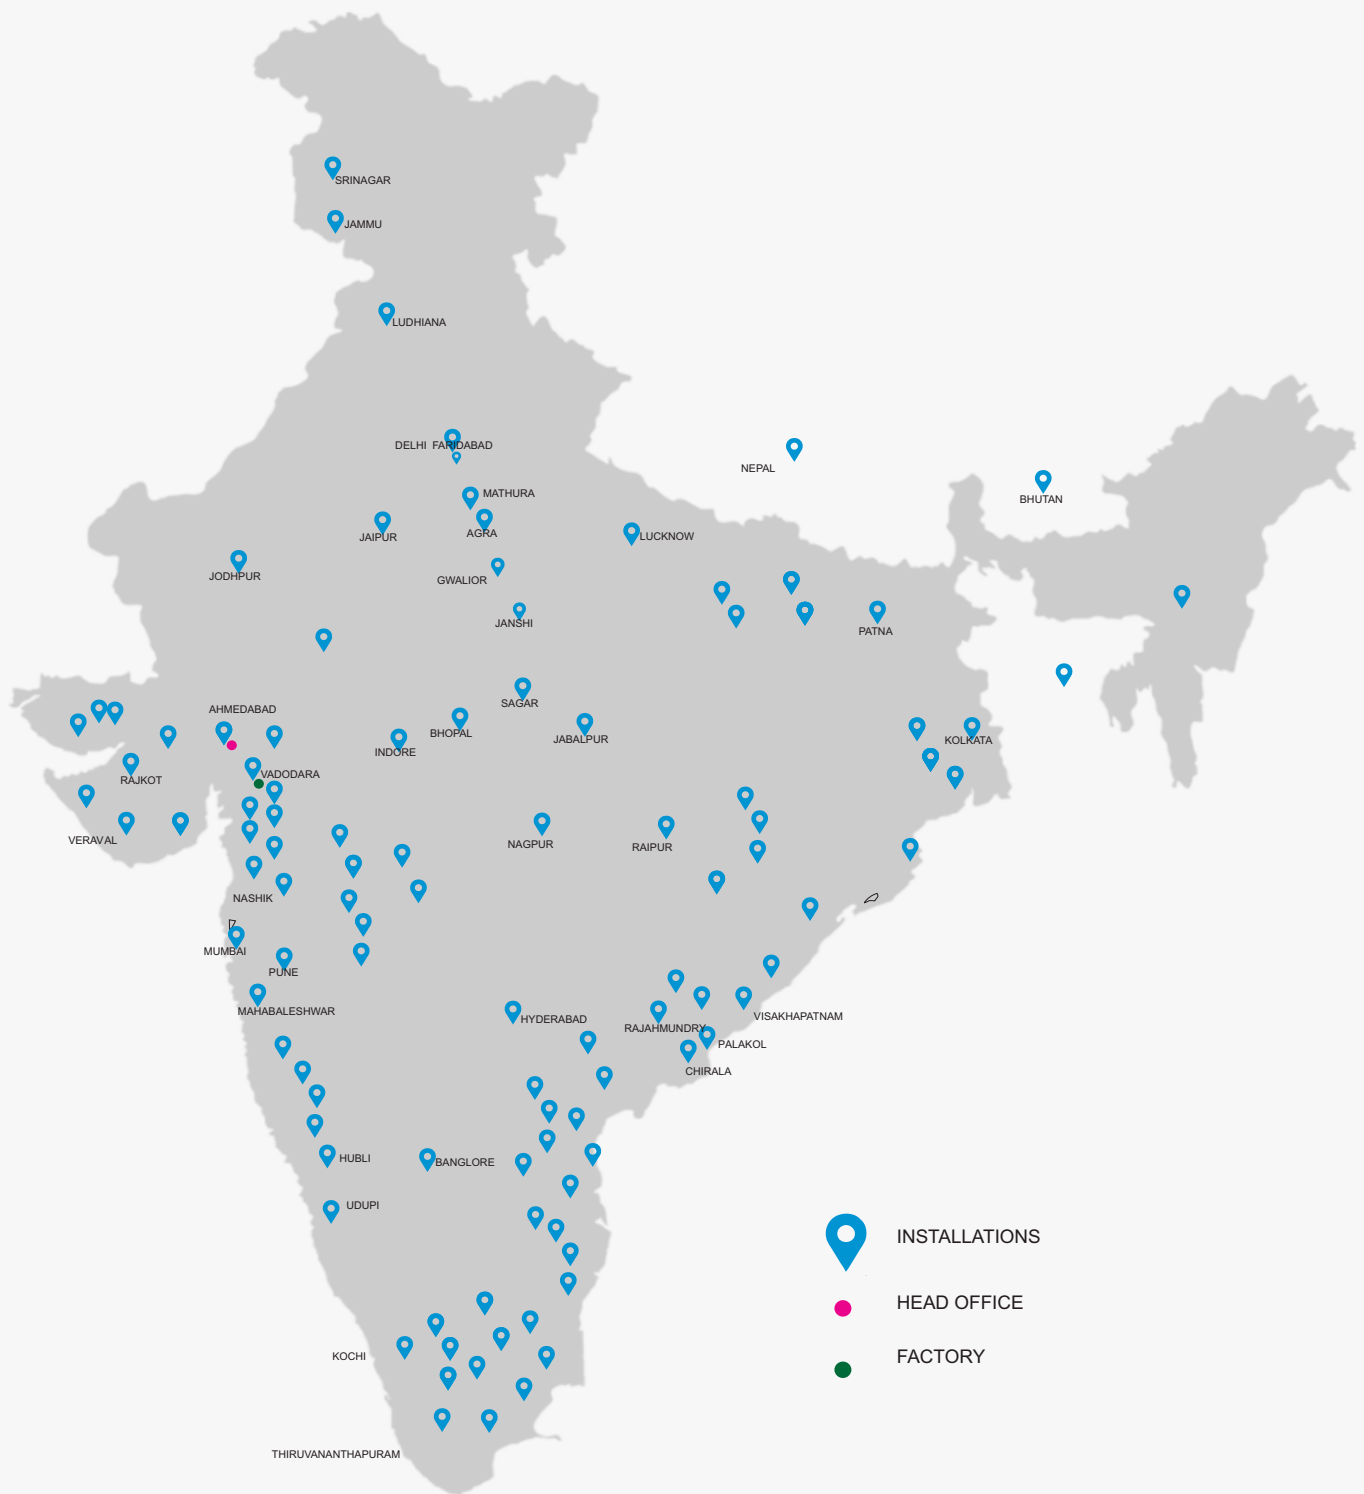 SRINAGAR
JAMMU
LUDHIANA
DELHI FARIDABAD
NEPAL
MATHURA
BHUTAN
JAIPUR
AGRA
LUCKNOW
JODHPUR
GWALIOR
JANSHI
PATNA
SAGAR
AHMEDABAD
BHOPAL
JABALPUR
KOLKATA
INDORE
VADODARA
RAJKOT
VERAVAL
NAGPUR
RAIPUR
NASHIK
MUMBAI
PUNE
MAHABALESHWAR
HYDERABAD
RAJAHMUNDRY
VISAKHAPATNAM
PALAKOL
CHIRALA
HUBLI
BANGLORE
UDUPI
INSTALLATIONS
HEAD OFFICE
FACTORY
KOCHI
THIRUVANANTHAPURAM